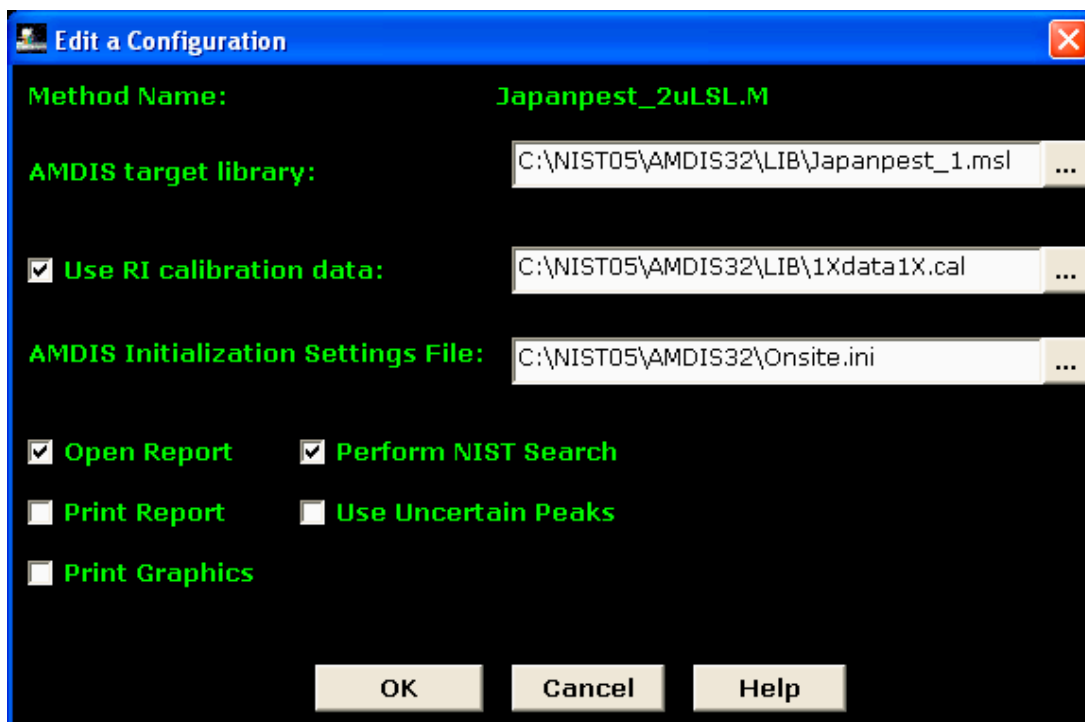 Edit a Configuration
Method Name: Japanpest_2uLSL.M
AMDIS target library: C:\NIST05\AMDIS32\LIB\Japanpest_1.msl ...
Use RI calibration data: C:\NIST05\AMDIS32\LIB\1Xdata1X.cal ...
AMDIS Initialization Settings File: C:\NIST05\AMDIS32\Onsite.ini ...
Open Report Perform NIST Search
Print Report Use Uncertain Peaks
Print Graphics
OK Cancel Help